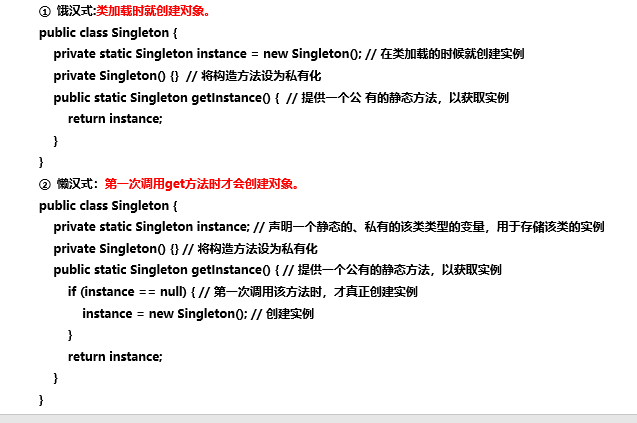 ① 饿汉式:类加载时就创建对象。
public class Singleton {
private static Singleton instance = new Singleton(); // 在类加载的时候就创建实例
private Singleton() {}  // 将构造方法设为私有化
public static Singleton getInstance() {  // 提供一个公 有的静态方法，以获取实例
return instance;
}
}
② 懒汉式：第一次调用get方法时才会创建对象。
public class Singleton {
private static Singleton instance; // 声明一个静态的、私有的该类类型的变量，用于存储该类的实例
private Singleton() {} // 将构造方法设为私有化
public static Singleton getInstance() { // 提供一个公有的静态方法，以获取实例
if (instance == null) { // 第一次调用该方法时，才真正创建实例
instance = new Singleton(); // 创建实例
}
return instance;
}
}